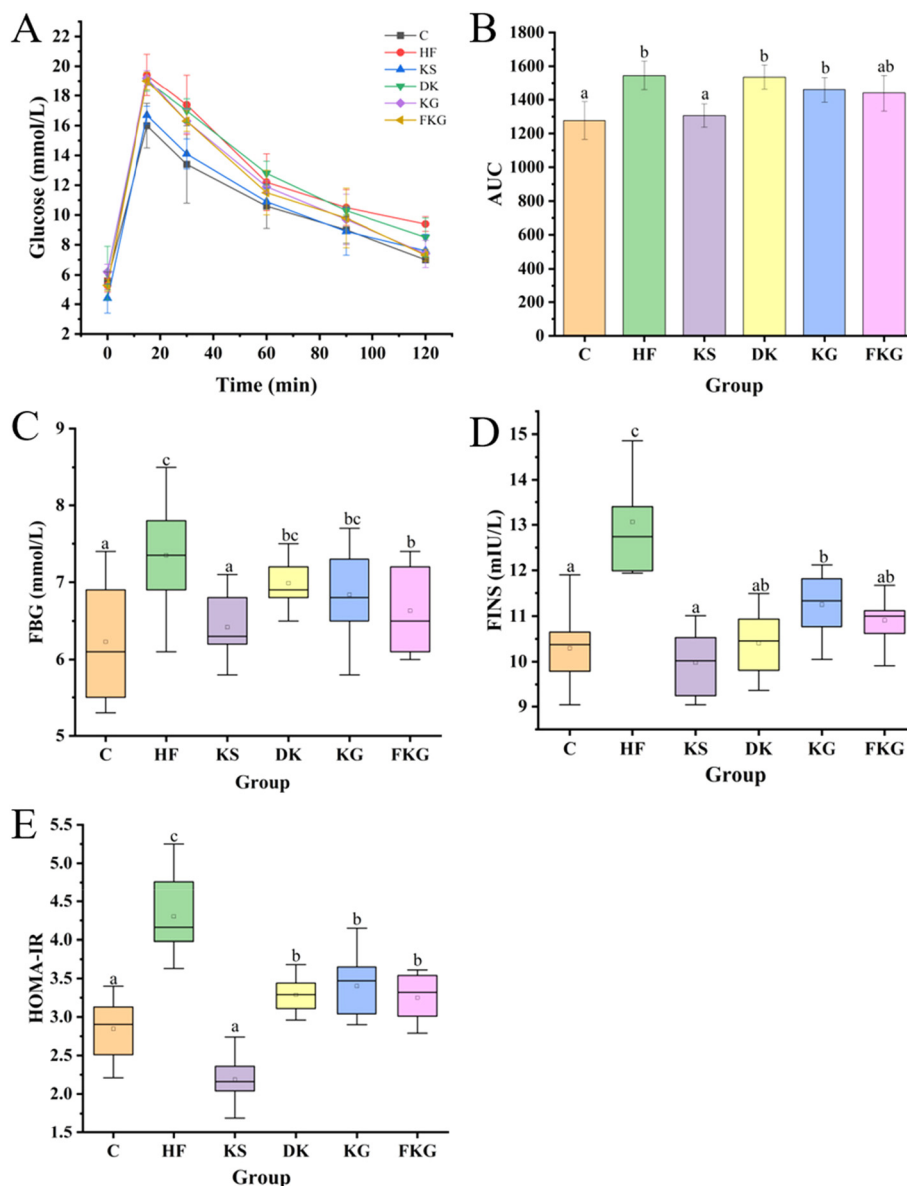 A
Glucose (mmol/L)
22
20
18
16
14
12
10
8
6
4
2
0 20 40 60 80 100 120
Time (min)
C
HF
KS
DK
KG
FKG
B
AUC
1800
1600
1400
1200
1000
800
600
400
200
0
a b a b b ab
C HF KS DK KG FKG
Group
C
FBG (mmol/L)
9
8
7
6
5
a c a bc bc a
C HF KS DK KG FKG
Group
D
FINS (mIU/L)
15
14
13
12
11
10
9
a c a ab b ab
C HF KS DK KG FKG
Group
E
HOMA-IR
5.5
5.0
4.5
4.0
3.5
3.0
2.5
2.0
1.5
a c a b b b
C HF KS DK KG FKG
Group